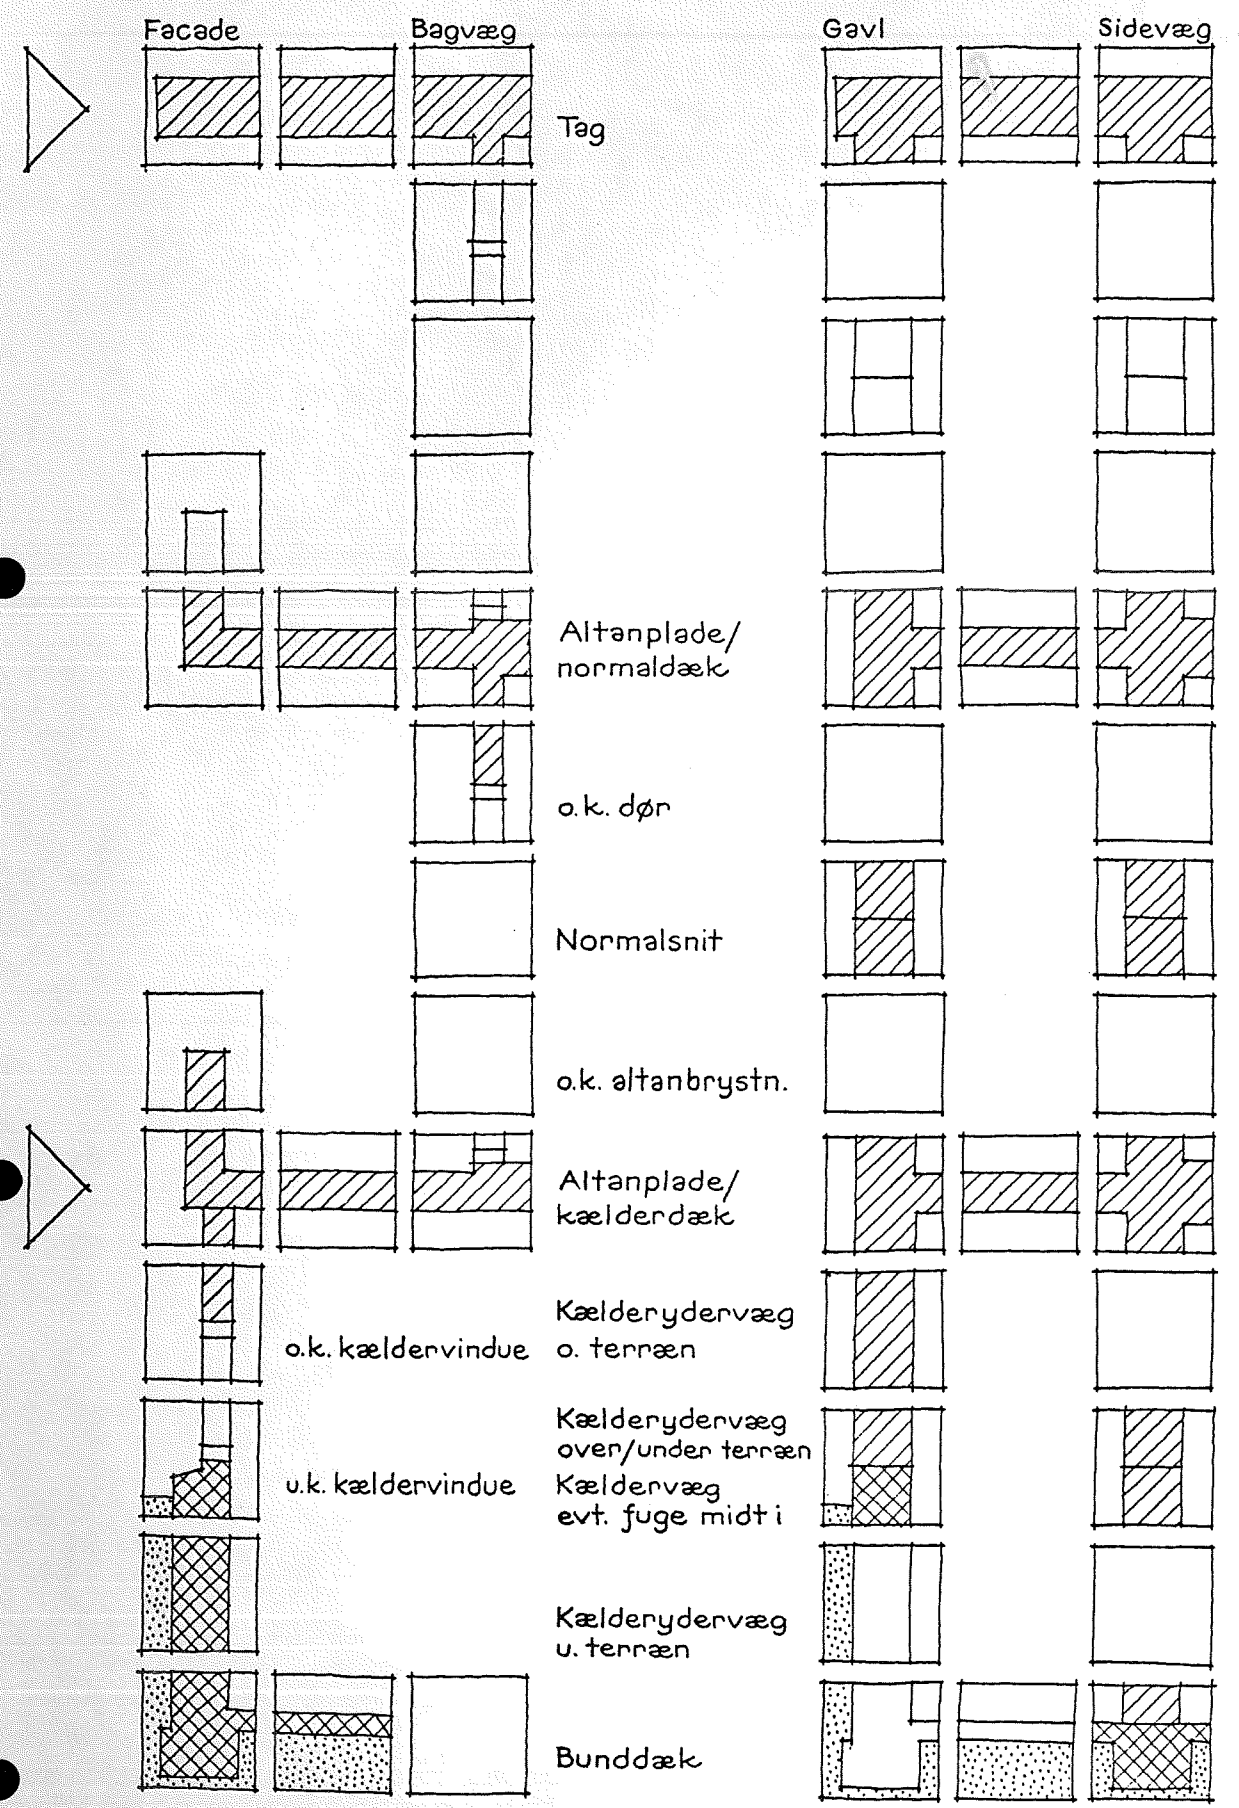 Facade
Bagvæg
Gavl
Sidevæg
Tag
Altanplade/
normaldæk
o.k. dør
Normalsnit
o.k. altanbrystn.
Altanplade/
kælderdæk
Kælderydervæg
o.k. kældervindue
o. terræn
Kælderydervæg
over/under terræn
u.k. kældervindue
Kældervæg
evt. fuge midt i
Kælderydervæg
u. terræn
Bunddæk